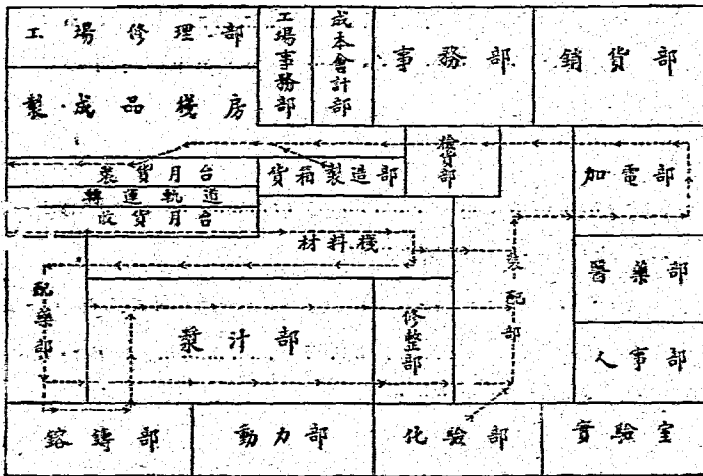 工場修理部
工場事務部
成本會計部
事務部
銷貨部
製成品棧房
檢貨部
裝貨月台
貨箱製造部
加電部
轉運軌道
收貨月台
材料棧
裝配部
醫藥部
配藥部
漿汁部
修整部
人事部
鎔鑄部
動力部
化驗部
實驗室